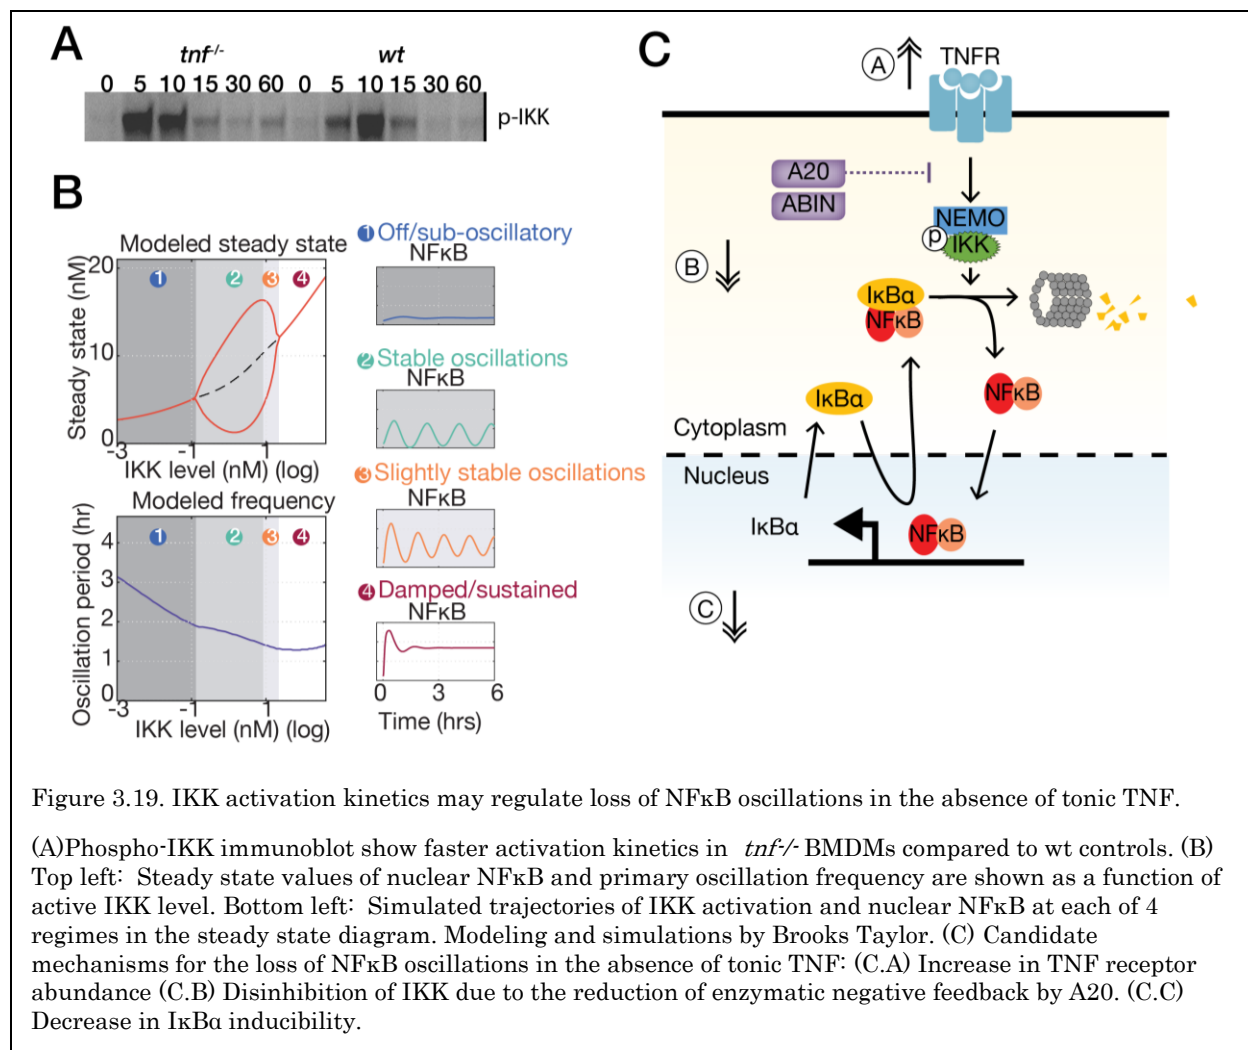 A
tnf-/- wt
0 5 10 15 30 60 0 5 10 15 30 60
p-IKK
B
Modeled steady state
Steady state (nM)
20
10
0
1 2 3 4
-3 -1 1
IKK level (nM) (log)
Modeled frequency
Oscillation period (hr)
4
3
2
1
0
1 2 3 4
-3 -1 1
IKK level (nM) (log)
1 Off/sub-oscillatory
NFκB
2 Stable oscillations
NFκB
3 Slightly stable oscillations
NFκB
4 Damped/sustained
NFκB
0 3 6
Time (hrs)
C
A
TNFR
A20
ABIN
NEMO
P
IKK
B
IκBα
NFκB
NFκB
IκBα
Cytoplasm
Nucleus
IκBα
NFκB
C
Figure 3.19. IKK activation kinetics may regulate loss of NFκB oscillations in the absence of tonic TNF.
(A)Phospho-IKK immunoblot show faster activation kinetics in tnf-/- BMDMs compared to wt controls. (B)
Top left: Steady state values of nuclear NFκB and primary oscillation frequency are shown as a function of
active IKK level. Bottom left: Simulated trajectories of IKK activation and nuclear NFκB at each of 4
regimes in the steady state diagram. Modeling and simulations by Brooks Taylor. (C) Candidate
mechanisms for the loss of NFκB oscillations in the absence of tonic TNF: (C.A) Increase in TNF receptor
abundance (C.B) Disinhibition of IKK due to the reduction of enzymatic negative feedback by A20. (C.C)
Decrease in IκBα inducibility.